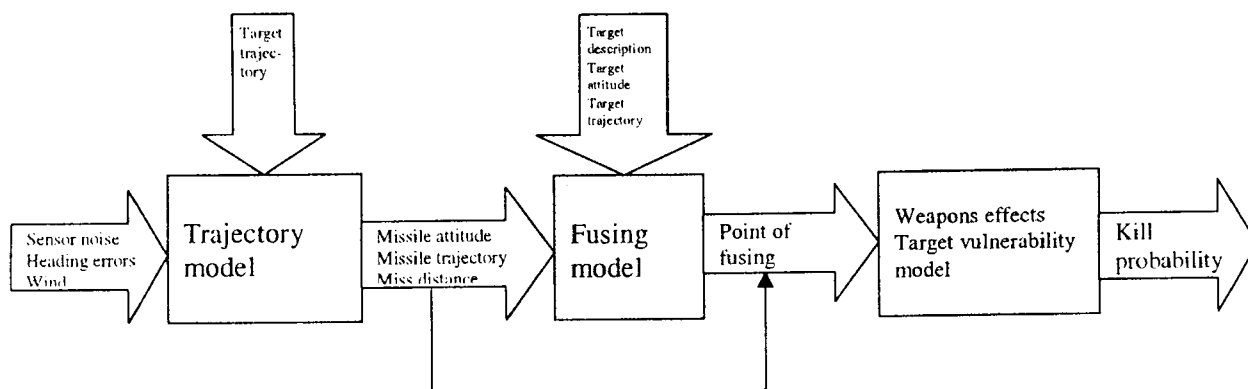 Target
trajec-
tory
Target
description
Target
attitude
Target
trajectory
Sensor noise
Heading errors
Wind
Trajectory
model
Missile attitude
Missile trajectory
Miss distance
Fusing
model
Point of
fusing
Weapons effects
Target vulnerability
model
Kill
probability